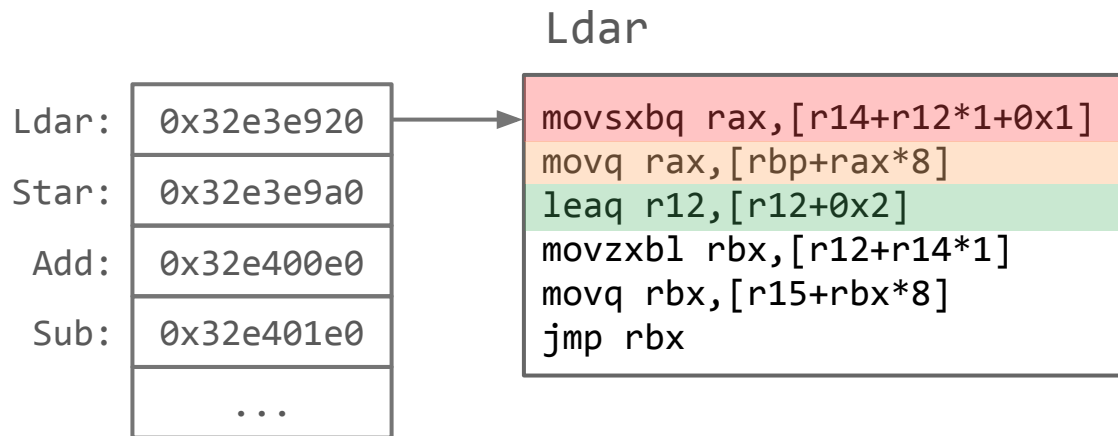 Ldar
Ldar: 0x32e3e920
Star: 0x32e3e9a0
Add: 0x32e400e0
Sub: 0x32e401e0
...
movsxbq rax,[r14+r12*1+0x1]
movq rax,[rbp+rax*8]
leaq r12,[r12+0x2]
movzxbl rbx,[r12+r14*1]
movq rbx,[r15+rbx*8]
jmp rbx